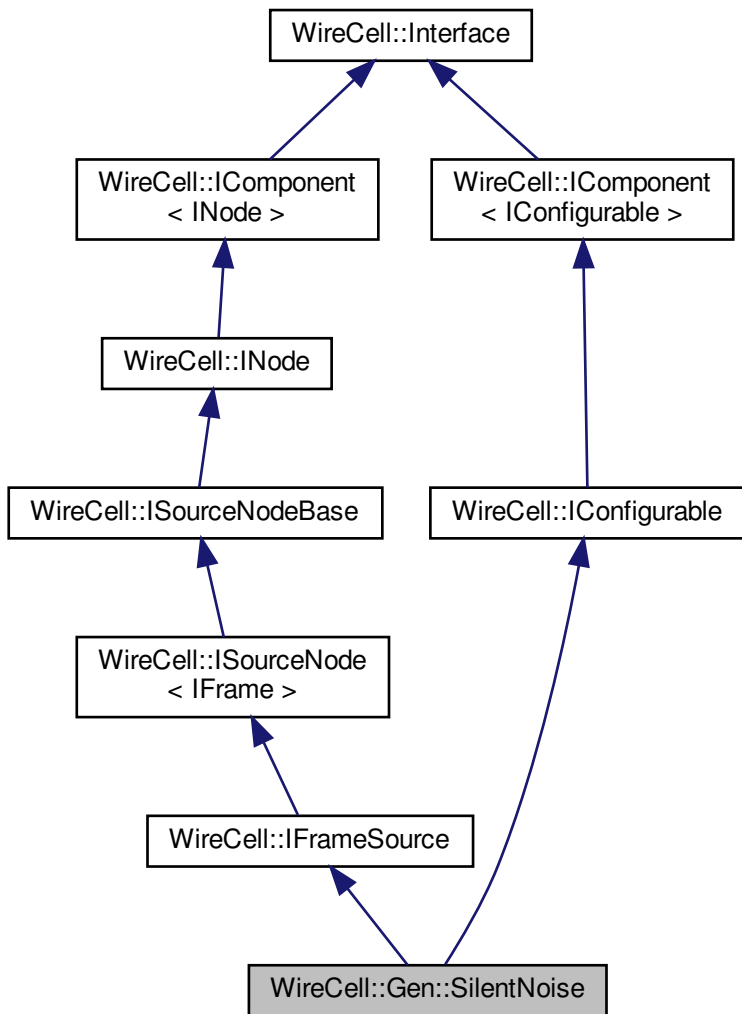 WireCell::Interface
WireCell::IComponent
< INode >
WireCell::IComponent
< IConfigurable >
WireCell::INode
WireCell::ISourceNodeBase
WireCell::IConfigurable
WireCell::ISourceNode
< IFrame >
WireCell::IFrameSource
WireCell::Gen::SilentNoise